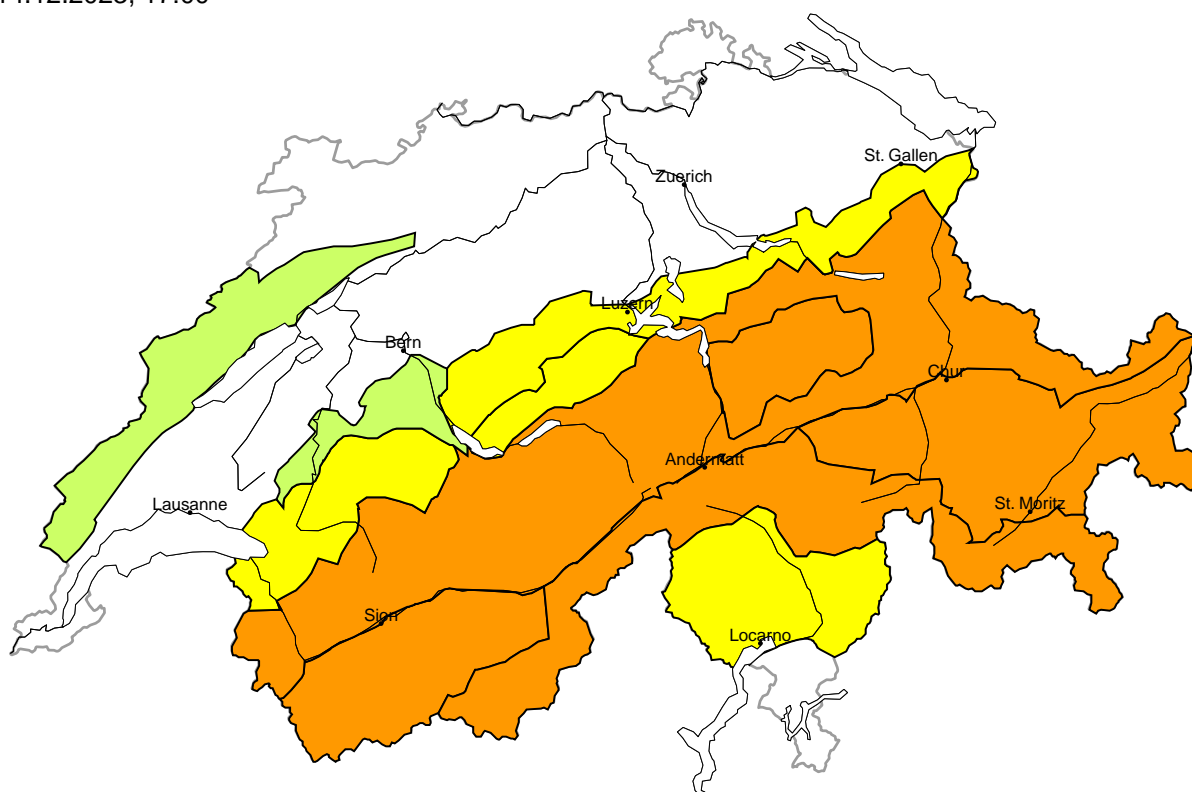 St. Gallen
Zuerich
Luzern
Bern
Chur
Andermatt
Lausanne
St. Moritz
Sion
Locarno